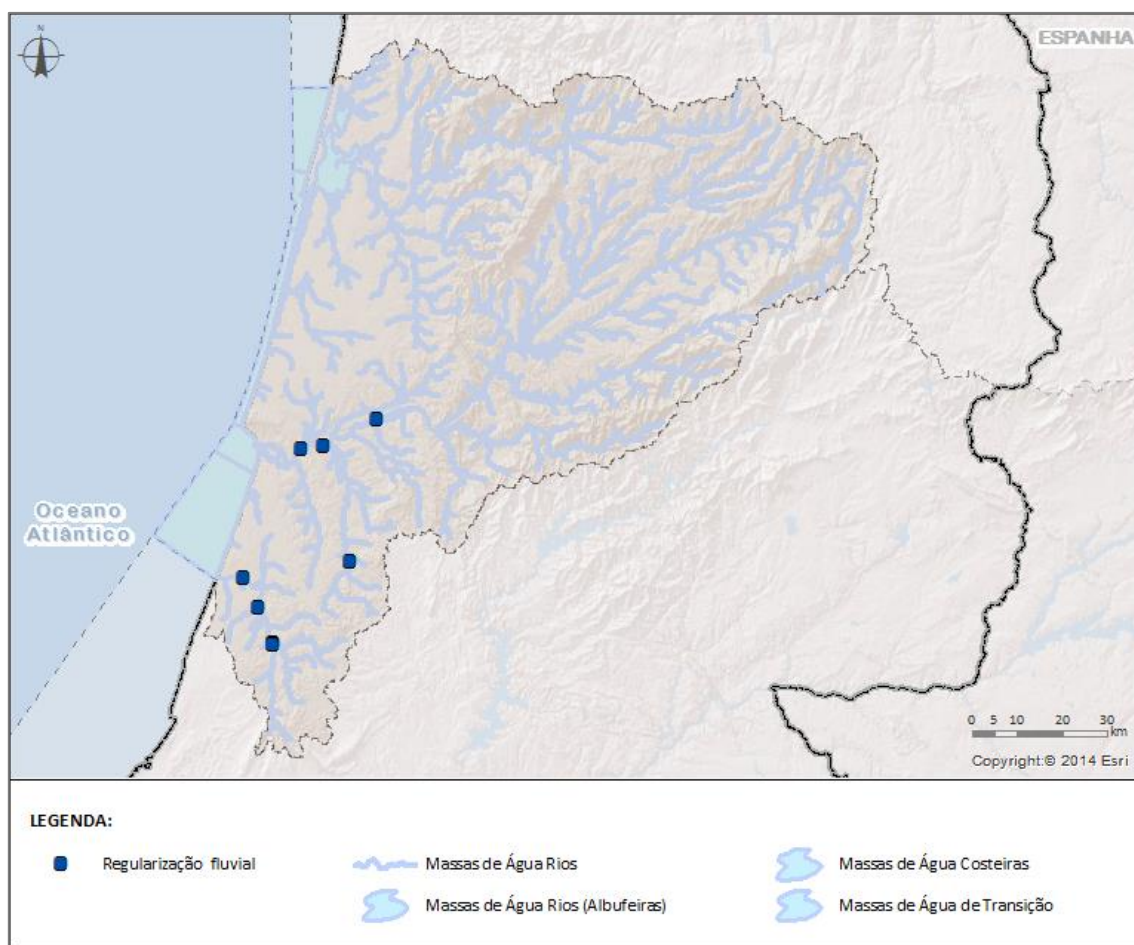 N
ESPANHA
Oceano
Atlântico
0 5 10 20 30
km
Copyright:© 2014 Esri
LEGENDA:
Regularização fluvial
Massas de Água Rios
Massas de Água Costeiras
Massas de Água Rios (Albufeiras)
Massas de Água de Transição